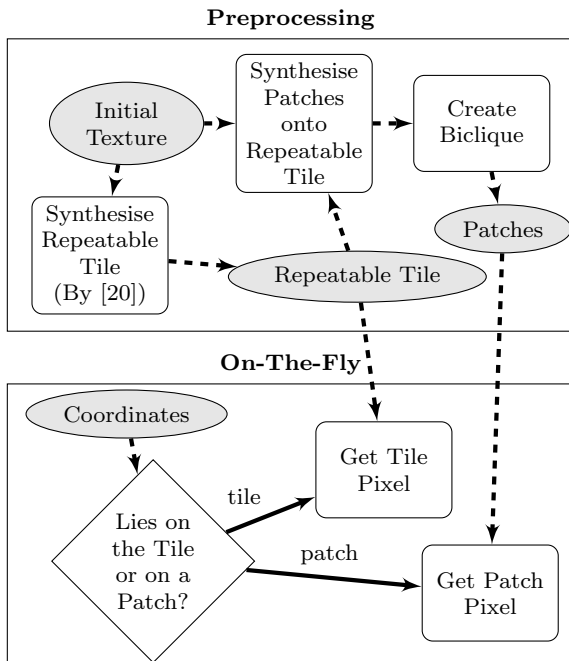 Preprocessing
Initial
Texture
Synthesise
Patches
onto
Repeatable
Tile
Create
Biclique
Synthesise
Repeatable
Tile
(By [20])
Repeatable Tile
Patches
On-The-Fly
Coordinates
Lies on
the Tile
or on a
Patch?
tile
patch
Get Tile
Pixel
Get Patch
Pixel